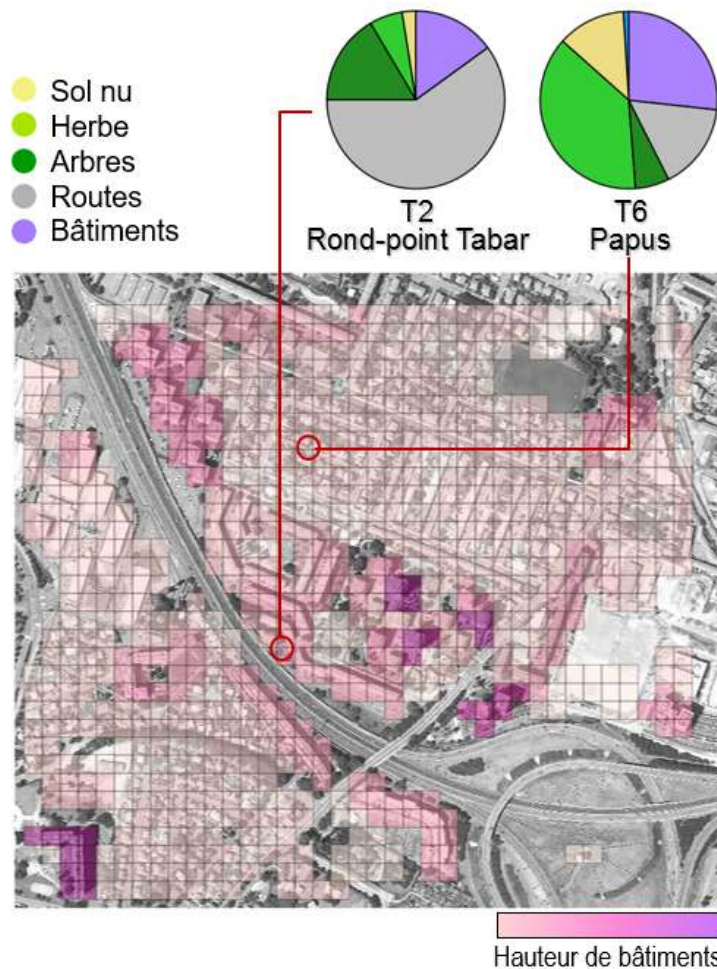 Sol nu
Herbe
Arbres
Routes
Bâtiments
T2
Rond-point Tabar
T6
Papus
Hauteur de bâtiments